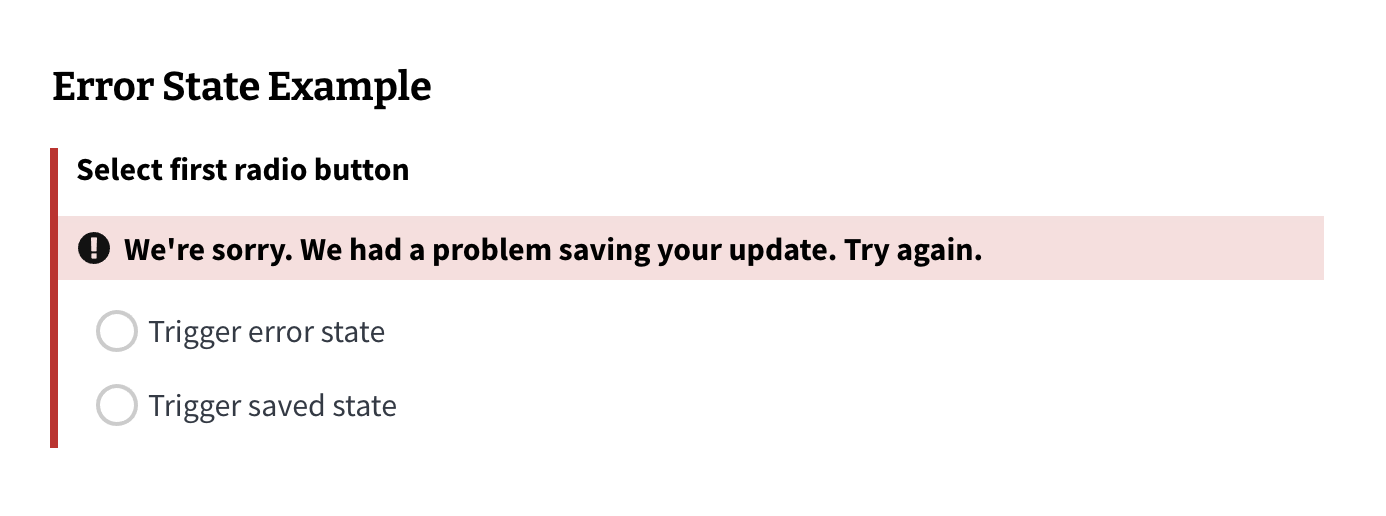 Error State Example
Select first radio button
We're sorry. We had a problem saving your update. Try again.
Trigger error state
Trigger saved state